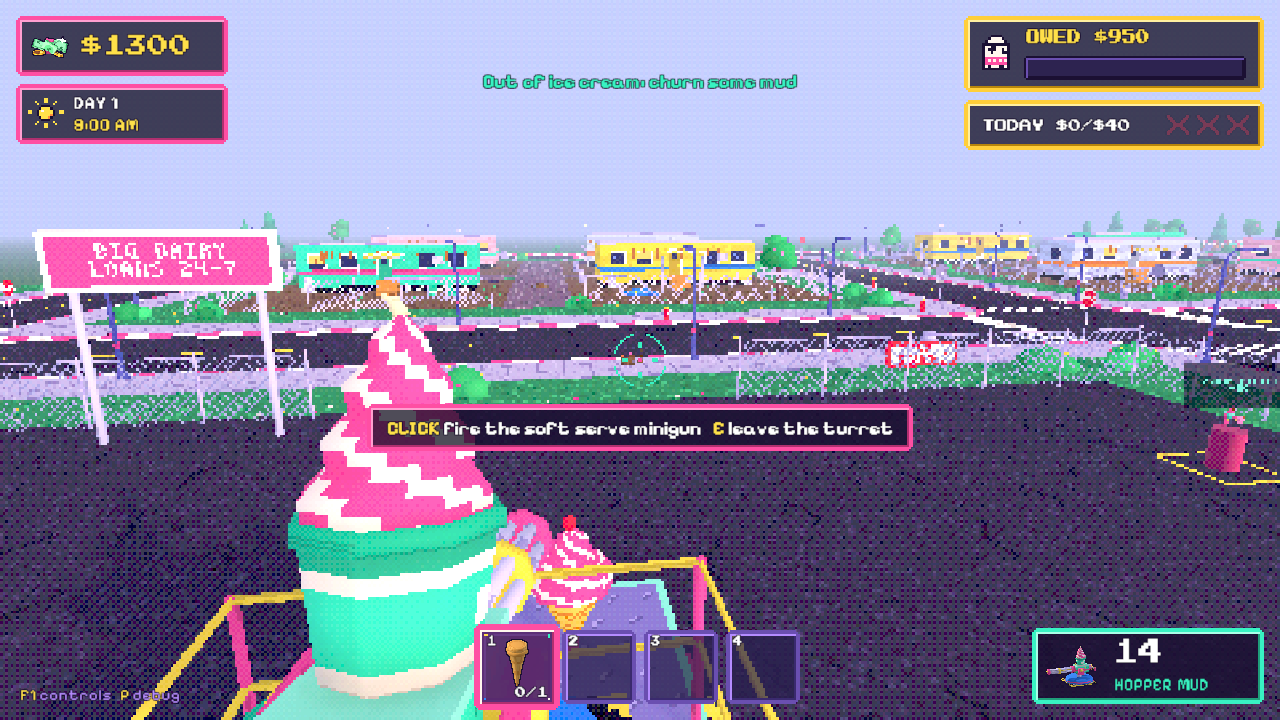 $1300
DAY 1
8:00 AM
Out of ice cream: churn some mud
OWED $950
TODAY $0/$40
BIG DAIRY
LOANS 24-7
CLICK fire the soft serve minigun E leave the turret
1
0/1
2
3
4
14
HOPPER MUD
F1 controls P debug